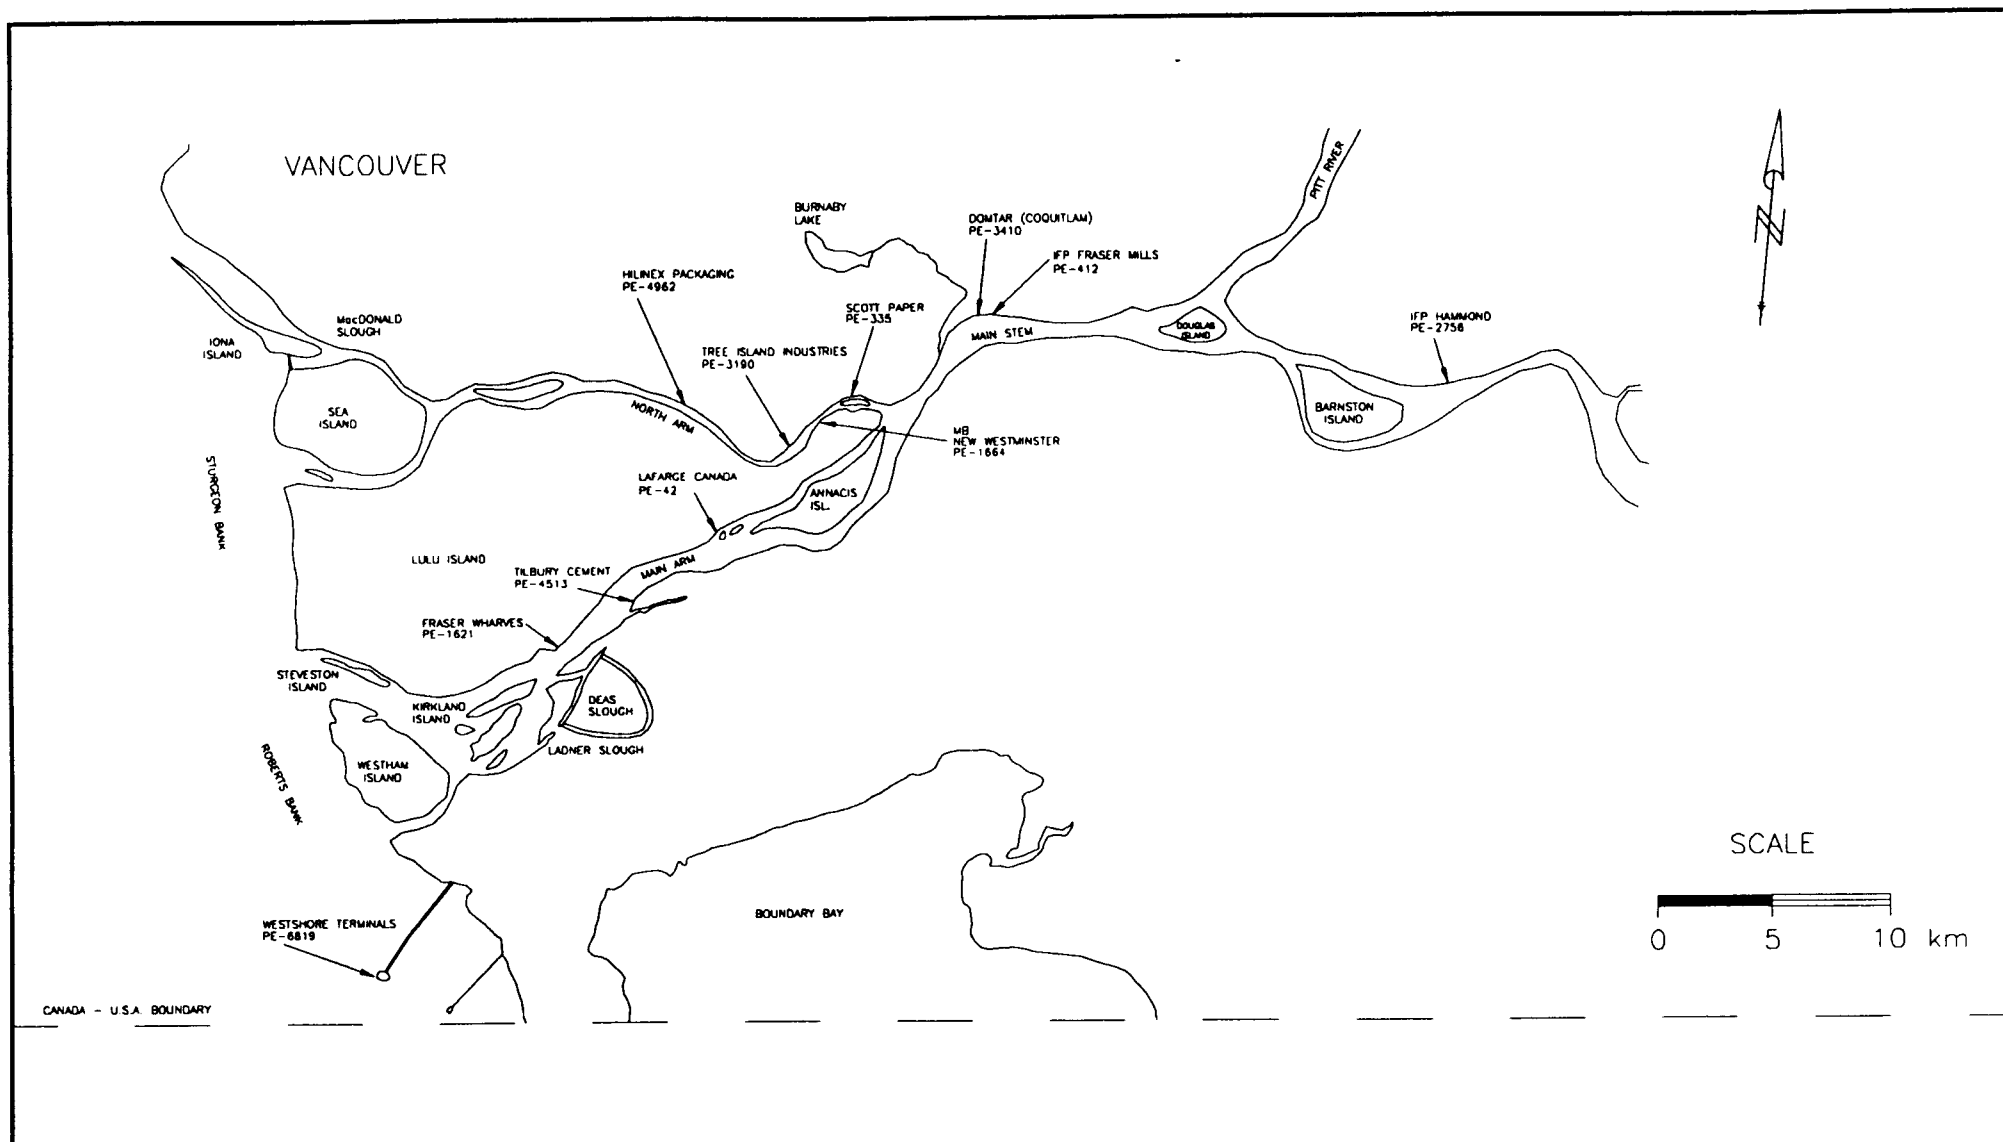 VANCOUVER
PITT RIVER
BURNABY
LAKE
DOMTAR (COQUITLAM)
PE-3410
IFP FRASER MILLS
PE-412
N
HILINEX PACKAGING
PE-4962
SCOTT PAPER
PE-335
MacDONALD
SLOUGH
IONA
ISLAND
TREE ISLAND INDUSTRIES
PE-3190
MAIN STEM
DOUGLAS
ISLAND
IFP HAMMOND
PE-2756
SEA
ISLAND
NORTH ARM
BARNSTON
ISLAND
MB
NEW WESTMINSTER
PE-1664
STURGEON BANK
LAFARGE CANADA
PE-42
ANNACIS
ISL.
LULU ISLAND
MAIN ARM
TILBURY CEMENT
PE-4513
FRASER WHARVES
PE-1621
STEVESTON
ISLAND
KIRKLAND
ISLAND
DEAS
SLOUGH
LADNER SLOUGH
ROBERTS BANK
WESTHAM
ISLAND
SCALE
0 5 10 km
WESTSHORE TERMINALS
PE-6819
BOUNDARY BAY
CANADA - U.S.A. BOUNDARY